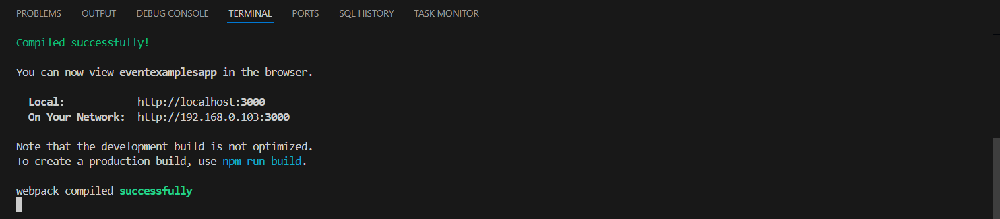 PROBLEMS OUTPUT DEBUG CONSOLE TERMINAL PORTS SQL HISTORY TASK MONITOR
Compiled successfully!
You can now view eventexamplesapp in the browser.
Local: http://localhost:3000
On Your Network: http://192.168.0.103:3000
Note that the development build is not optimized.
To create a production build, use npm run build.
webpack compiled successfully